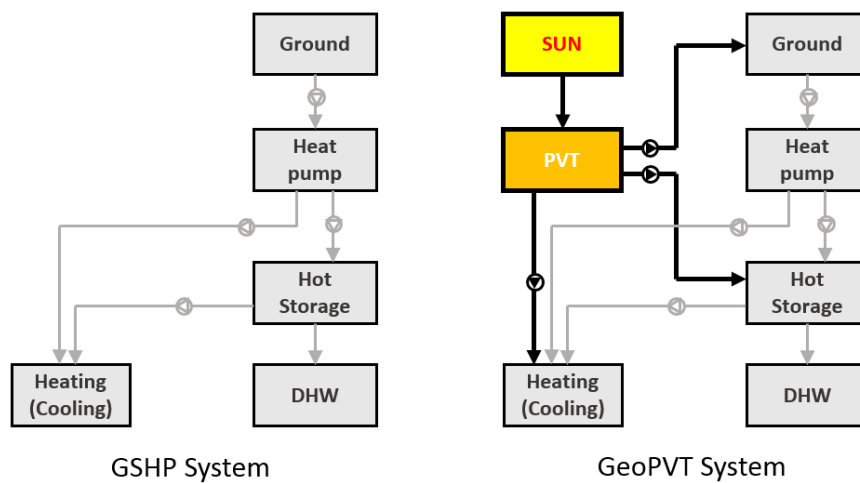 Ground
Heat
pump
Hot
Storage
Heating
(Cooling)
DHW
GSHP System
SUN
Ground
PVT
Heat
pump
Hot
Storage
Heating
(Cooling)
DHW
GeoPVT System